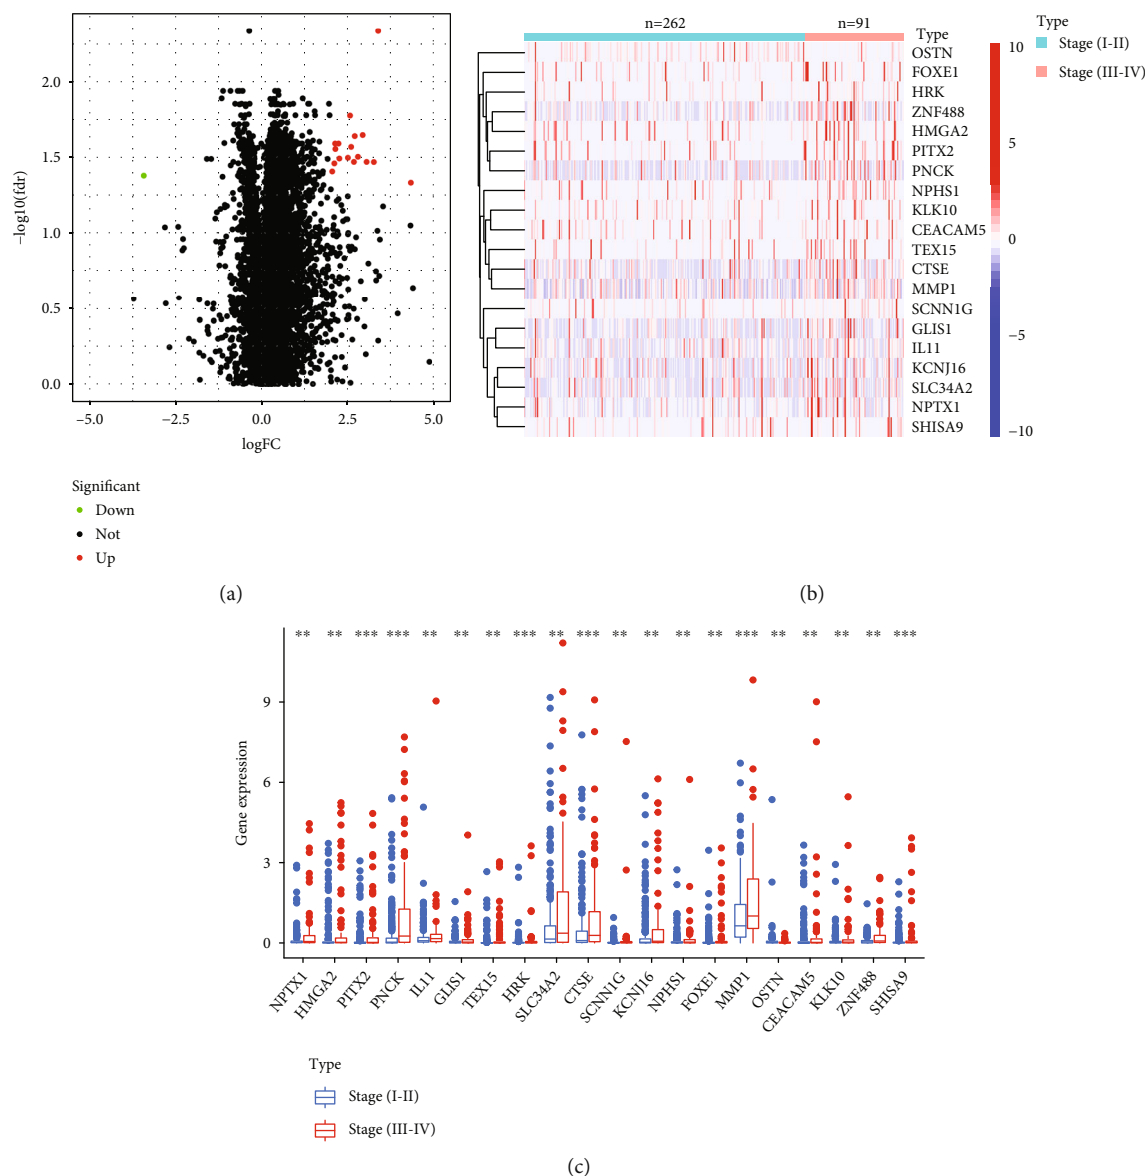 2.0
1.5
1.0
0.5
0.0
−log10(fdr)
−5.0
−2.5
0.0
2.5
5.0
logFC
Significant
Down
Not
Up
(a)
n=262
n=91
Type
OSTN
FOXE1
HRK
ZNF488
HMGA2
PITX2
PNCK
NPHS1
KLK10
CEACAM5
TEX15
CTSE
MMP1
SCNN1G
GLIS1
IL11
KCNJ16
SLC34A2
NPTX1
SHISA9
10
5
0
−5
−10
Type
Stage (I-II)
Stage (III-IV)
(b)
** ** *** *** ** ** ** *** ** *** ** ** ** ** *** ** ** ** ** ***
9
6
3
0
Gene expression
NPTX1
HMGA2
PITX2
PNCK
IL11
GLIS1
TEX15
HRK
SLC34A2
CTSE
SCNN1G
KCNJ16
NPHS1
FOXE1
MMP1
OSTN
CEACAM5
KLK10
ZNF488
SHISA9
Type
Stage (I-II)
Stage (III-IV)
(c)